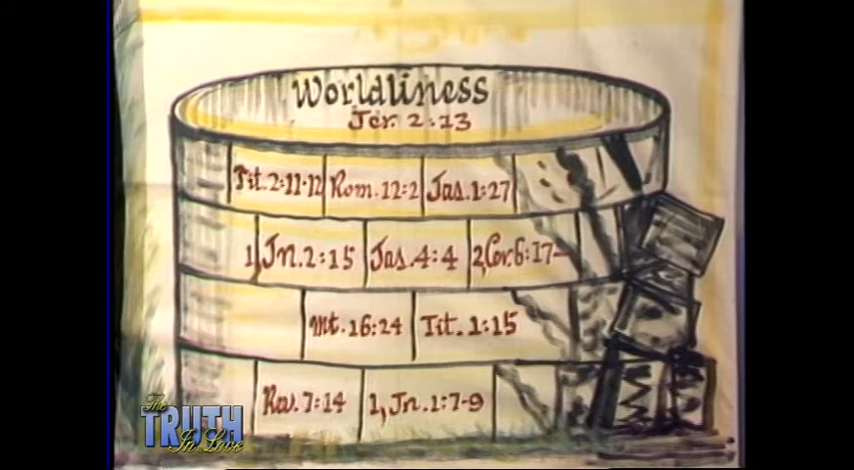 Worldliness
Jer. 2:13
Tit. 2:11-12 Rom. 12:2 Jas. 1:27
1, Jn. 2:15 Jas. 4:4 2, Cor. 6:17-
Mt. 16:24 Tit. 1:15
Rev. 7:14 1, Jn. 1:7-9
The
TRUTH
In Love